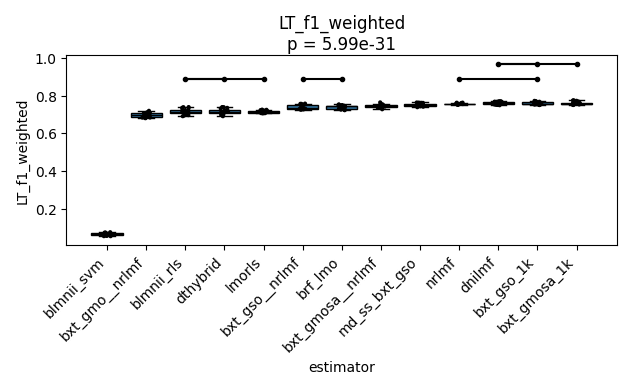 LT_f1_weighted
p = 5.99e-31
LT_f1_weighted
1.0
0.8
0.6
0.4
0.2
blmnii_svm
bxt_gmo__nrlmf
blmnii_rls
dthybrid
lmorls
bxt_gso__nrlmf
brf_lmo
bxt_gmosa__nrlmf
md_ss_bxt_gso
nrlmf
dnilmf
bxt_gso_1k
bxt_gmosa_1k
estimator